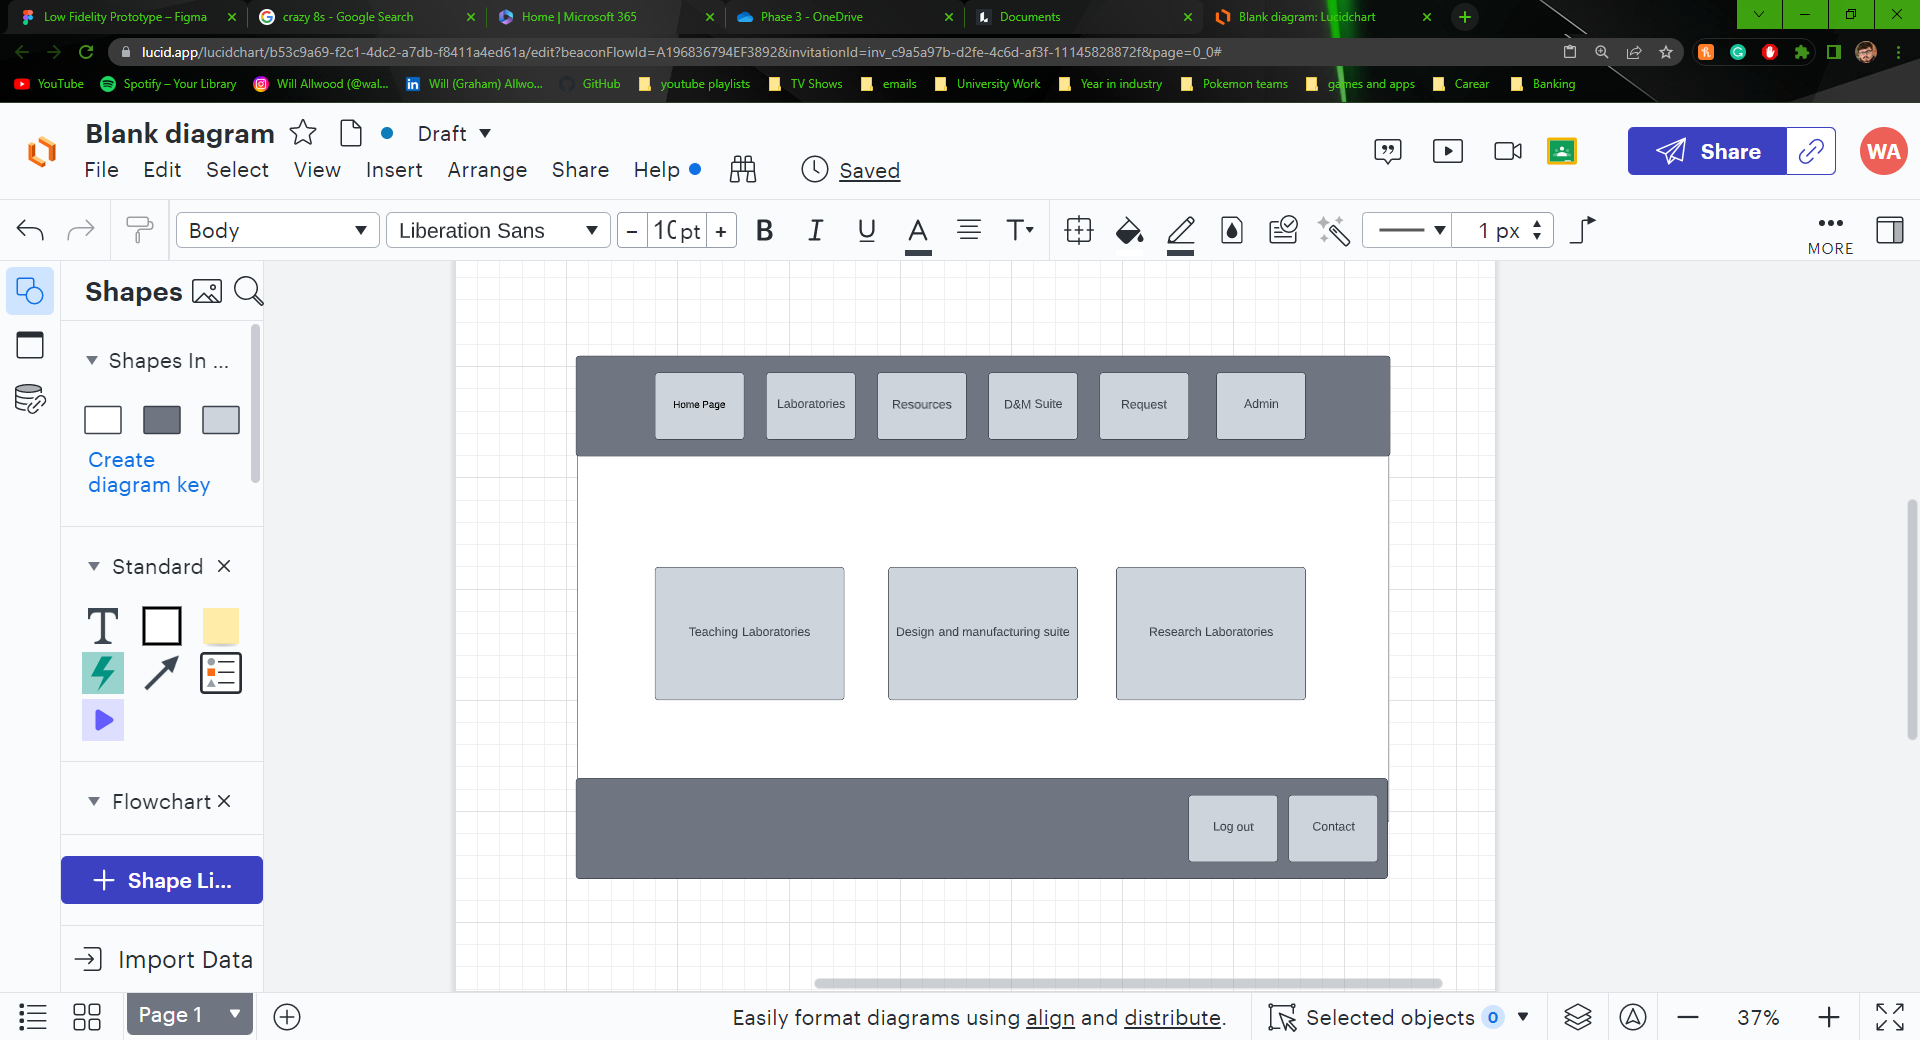 Low Fidelity Prototype – Figma
crazy 8s - Google Search
Home | Microsoft 365
Phase 3 - OneDrive
Documents
Blank diagram: Lucidchart
lucid.app/lucidchart/b53c9a69-f2c1-4dc2-a7db-f8411a4ed61a/edit?beaconFlowId=A196836794EF3892&invitationId=inv_c9a5a97b-d2fe-4c6d-af3f-11145828872f&page=0_0#
YouTube
Spotify – Your Library
Will Allwood (@wal...
Will (Graham) Allwo...
GitHub
youtube playlists
TV Shows
emails
University Work
Year in industry
Pokemon teams
games and apps
Carear
Banking
Blank diagram
Draft
File Edit Select View Insert Arrange Share Help
Saved
Share
WA
Body
Liberation Sans
10 pt
B I U A T
1 px
MORE
Shapes
Shapes In ...
Create
diagram key
Standard
T
Flowchart
Shape Li...
Import Data
Home Page
Laboratories
Resources
D&M Suite
Request
Admin
Teaching Laboratories
Design and manufacturing suite
Research Laboratories
Log out
Contact
Page 1
Easily format diagrams using align and distribute.
Selected objects 0
37%